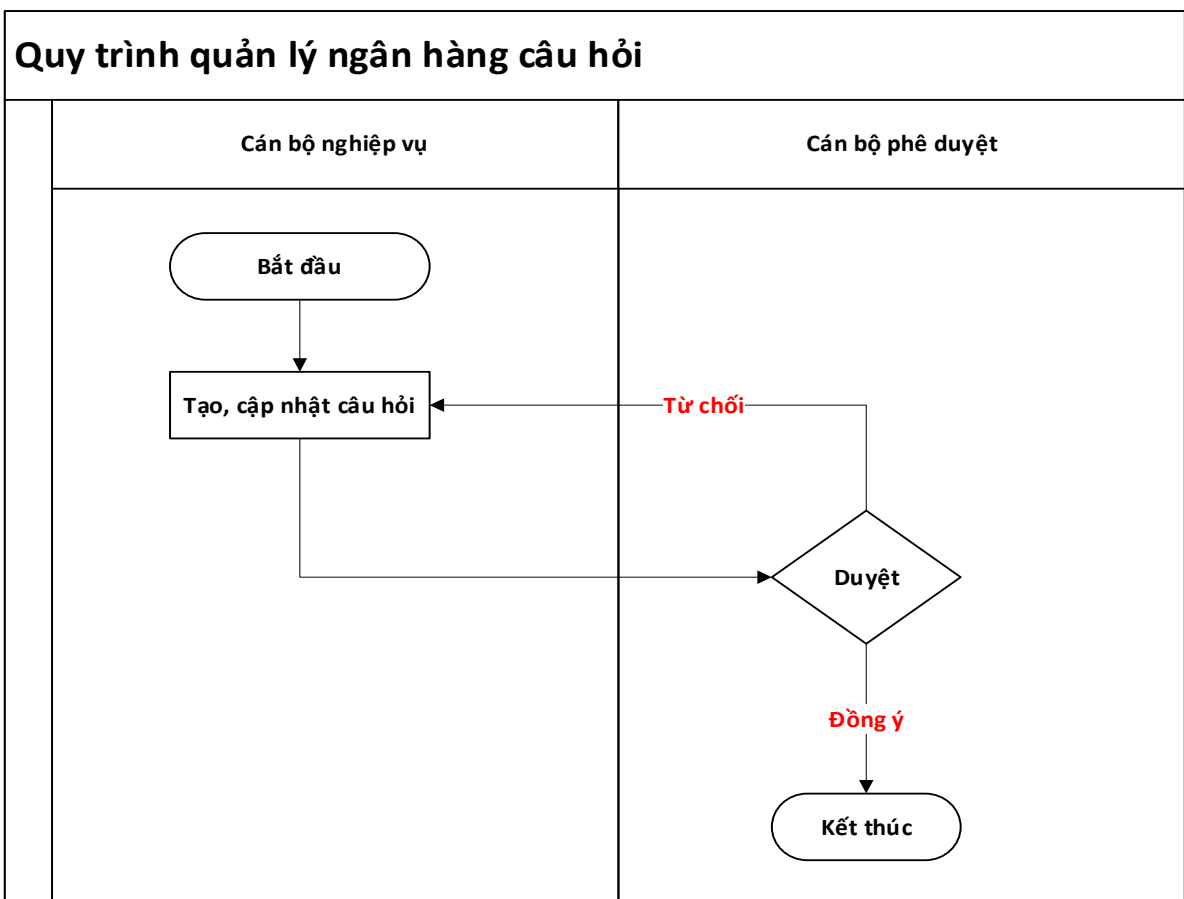 Quy trình quản lý ngân hàng câu hỏi
Cán bộ nghiệp vụ
Cán bộ phê duyệt
Bắt đầu
Tạo, cập nhật câu hỏi
Từ chối
Duyệt
Đồng ý
Kết thúc